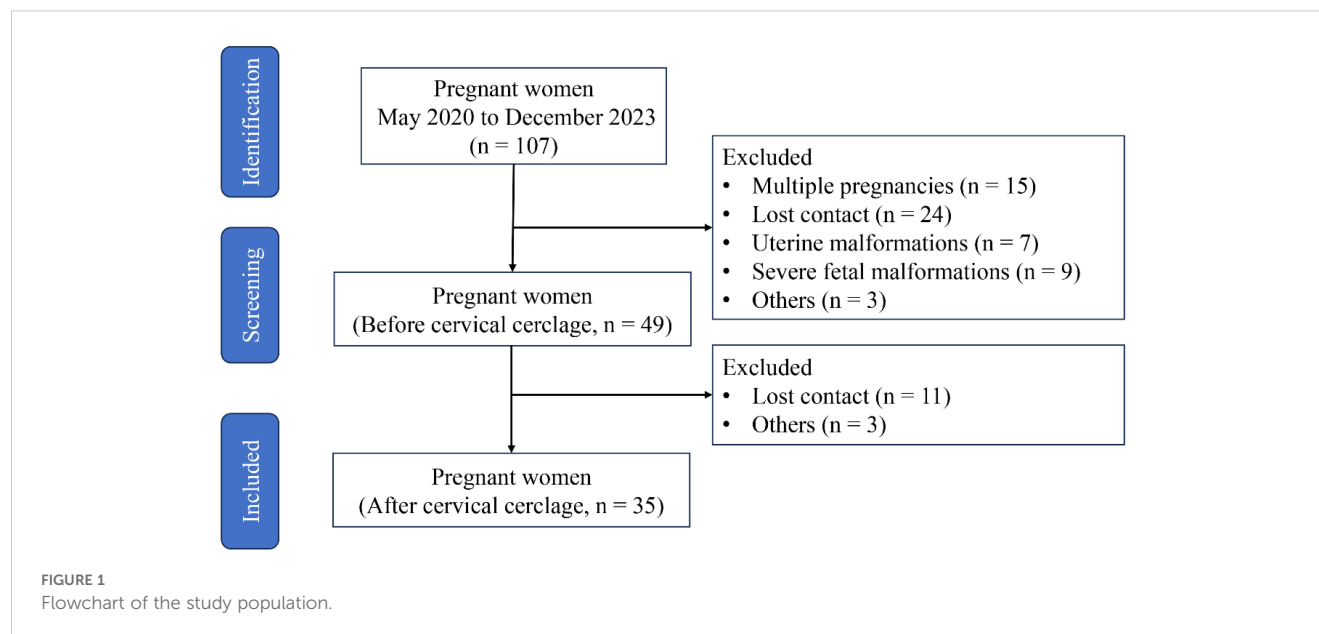 Identification
Pregnant women
May 2020 to December 2023
(n = 107)
Excluded
• Multiple pregnancies (n = 15)
• Lost contact (n = 24)
• Uterine malformations (n = 7)
• Severe fetal malformations (n = 9)
• Others (n = 3)
Screening
Pregnant women
(Before cervical cerclage, n = 49)
Excluded
• Lost contact (n = 11)
• Others (n = 3)
Included
Pregnant women
(After cervical cerclage, n = 35)
FIGURE 1
Flowchart of the study population.